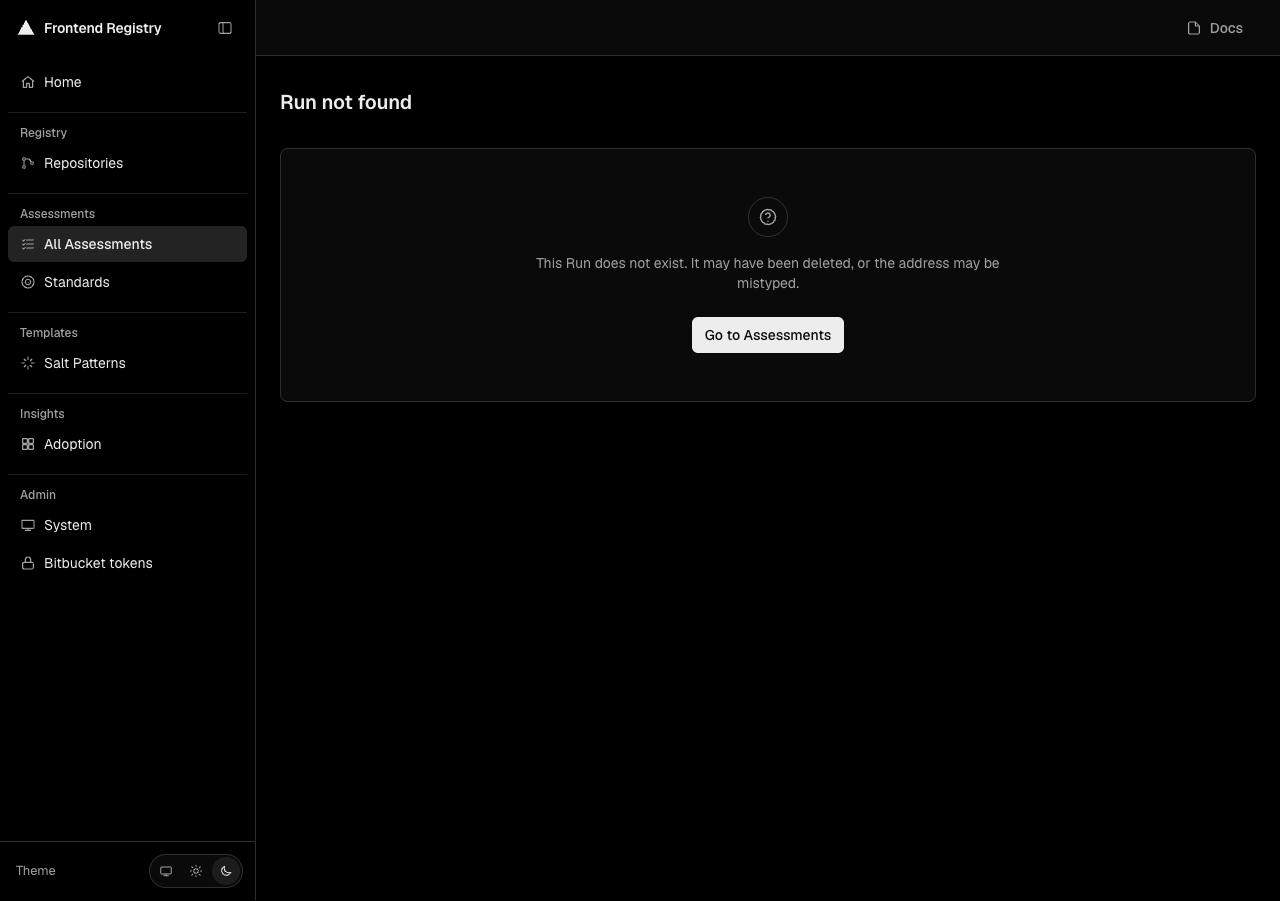 Frontend Registry
Docs
Home
Run not found
Registry
Repositories
Assessments
All Assessments
Standards
This Run does not exist. It may have been deleted, or the address may be
mistyped.
Go to Assessments
Templates
Salt Patterns
Insights
Adoption
Admin
System
Bitbucket tokens
Theme